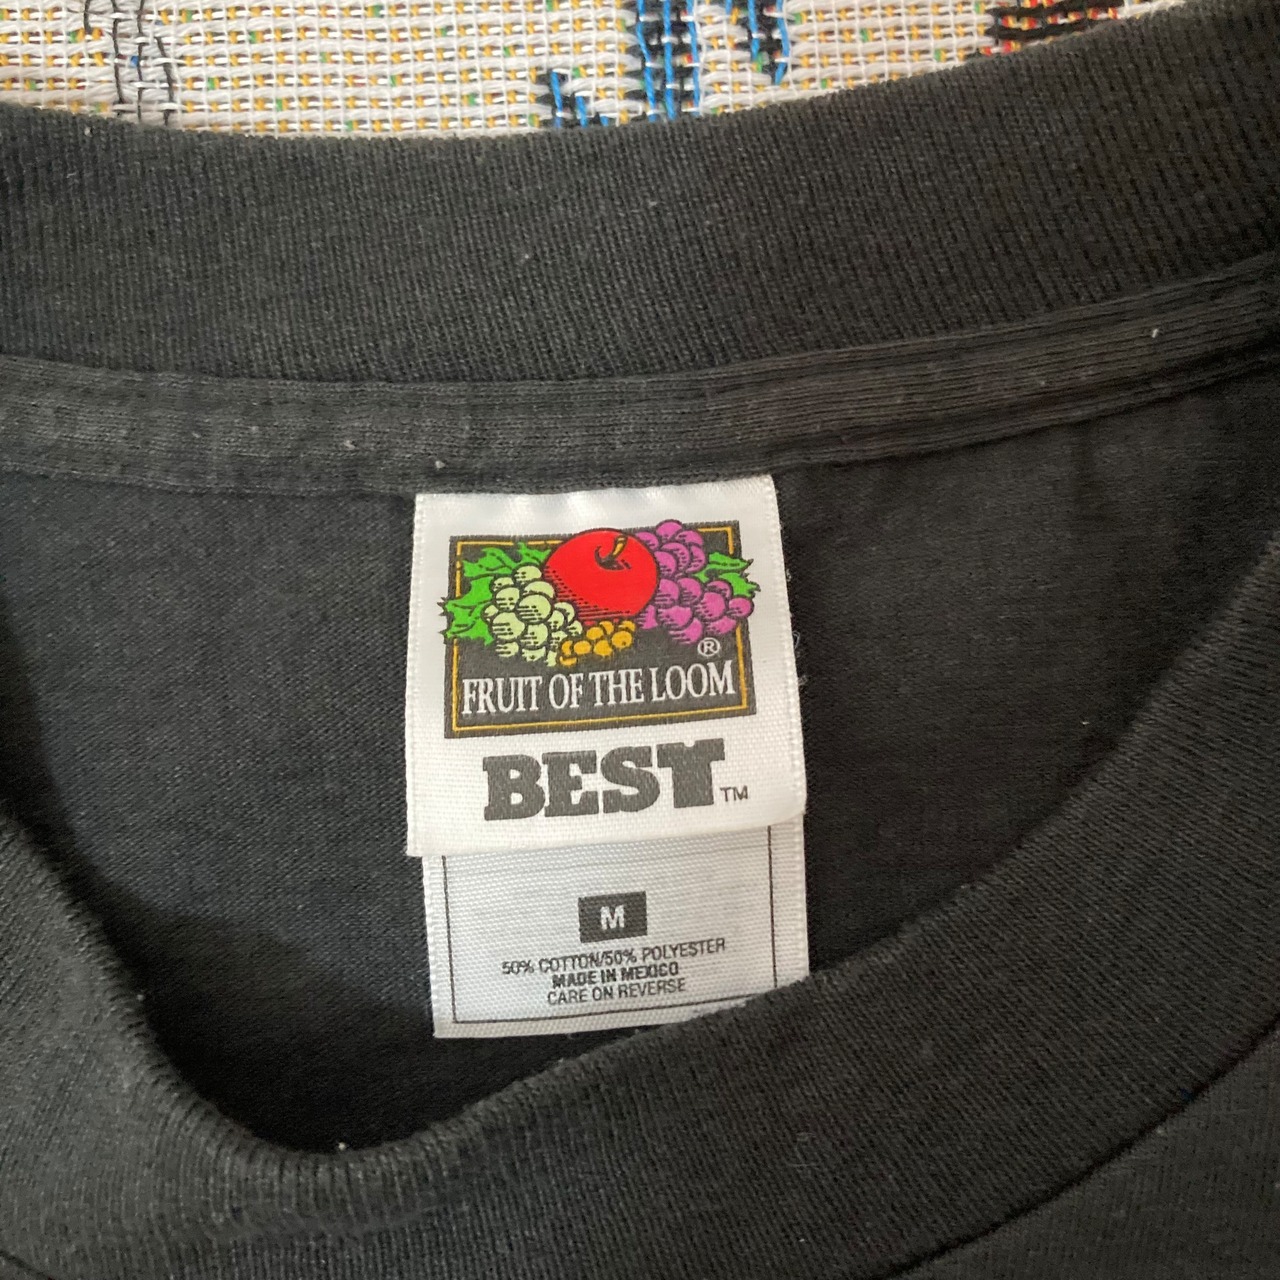 ®
FRUIT OF THE LOOM
BEST™
M
50% COTTON/50% POLYESTER
MADE IN MEXICO
CARE ON REVERSE